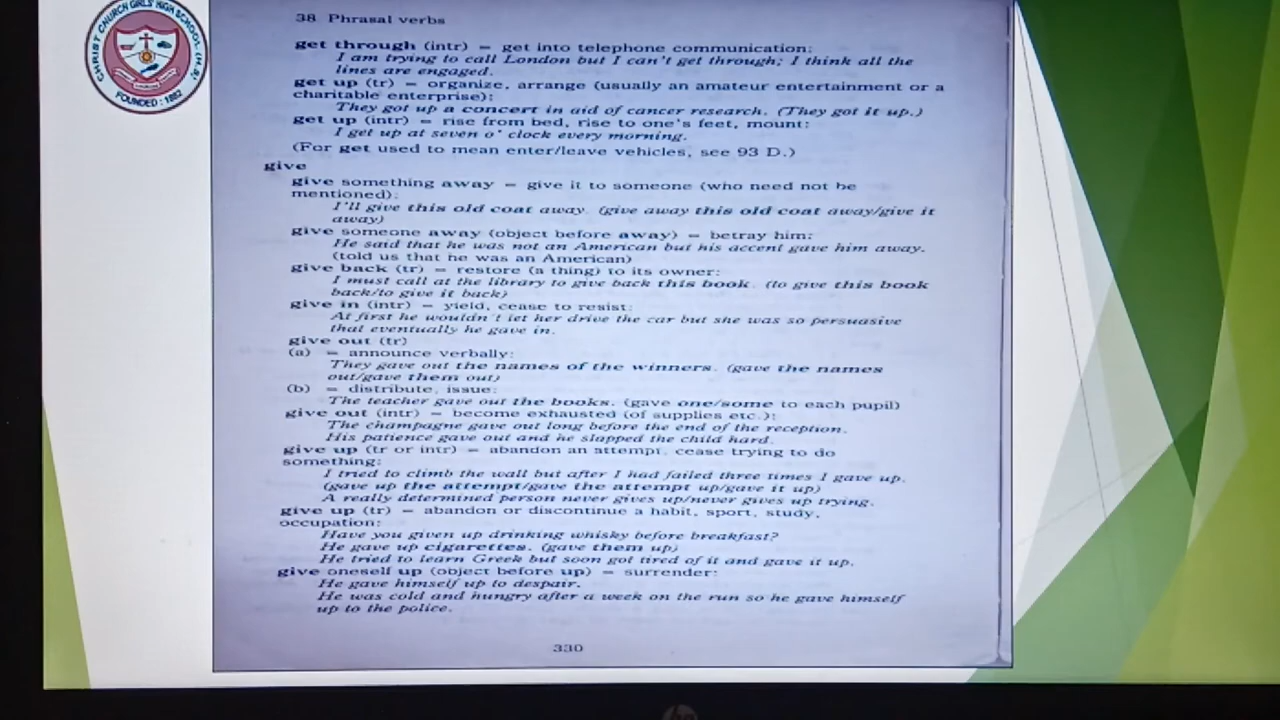 CHRIST CHURCH GIRLS' HIGH SCHOOL (H.S)
FOUNDED : 1882
38 Phrasal verbs
get through (intr) = get into telephone communication:
I am trying to call London but I can't get through; I think all the
lines are engaged.
get up (tr) = organize, arrange (usually an amateur entertainment or a
charitable enterprise):
They got up a concert in aid of cancer research. (They got it up.)
get up (intr) = rise from bed, rise to one's feet, mount:
I get up at seven o' clock every morning.
(For get used to mean enter/leave vehicles, see 93 D.)
give
give something away = give it to someone (who need not be
mentioned):
I'll give this old coat away. (give away this old coat away/give it
away)
give someone away (object before away) = betray him:
He said that he was not an American but his accent gave him away.
(told us that he was an American)
give back (tr) = restore (a thing) to its owner:
I must call at the library to give back this book. (to give this book
back/to give it back)
give in (intr) = yield, cease to resist:
At first he wouldn't let her drive the car but she was so persuasive
that eventually he gave in.
give out (tr)
(a) = announce verbally:
They gave out the names of the winners. (gave the names
out/gave them out)
(b) = distribute, issue:
The teacher gave out the books. (gave one/some to each pupil)
give out (intr) = become exhausted (of supplies etc.):
The champagne gave out long before the end of the reception.
His patience gave out and he slapped the child hard.
give up (tr or intr) = abandon an attempt, cease trying to do
something:
I tried to climb the wall but after I had failed three times I gave up.
(gave up the attempt/gave the attempt up/gave it up)
A really determined person never gives up/never gives up trying.
give up (tr) = abandon or discontinue a habit, sport, study,
occupation:
Have you given up drinking whisky before breakfast?
He gave up cigarettes. (gave them up)
He tried to learn Greek but soon got tired of it and gave it up.
give oneself up (object before up) = surrender:
He gave himself up to despair.
He was cold and hungry after a week on the run so he gave himself
up to the police.
330
hp